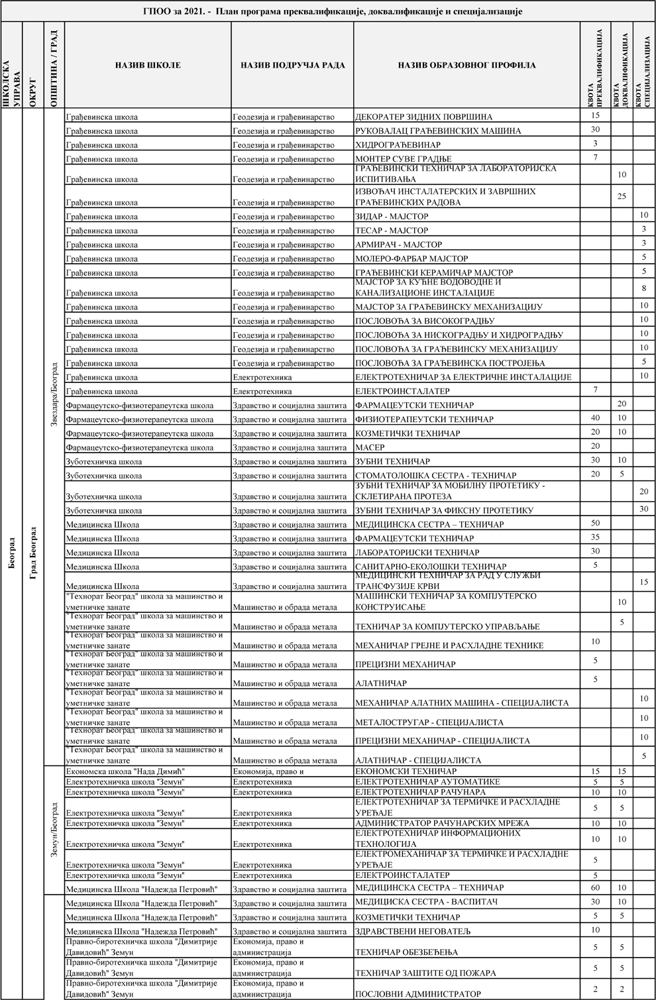 ГПОО за 2021. - План програма преквалификације, доквалификације и специјализације
ШКОЛСКА УПРАВА
ОКРУГ
ОПШТИНА / ГРАД
НАЗИВ ШКОЛЕ
НАЗИВ ПОДРУЧЈА РАДА
НАЗИВ ОБРАЗОВНОГ ПРОФИЛА
КВОТА ПРЕКВАЛИФИКАЦИЈА
КВОТА ДОКВАЛИФИКАЦИЈА
КВОТА СПЕЦИЈАЛИЗАЦИЈА
Београд
Град Београд
Звездара/Београд
Грађевинска школа Геодезија и грађевинарство ДЕКОРАТЕР ЗИДНИХ ПОВРШИНА 15
Грађевинска школа Геодезија и грађевинарство РУКОВАЛАЦ ГРАЂЕВИНСКИХ МАШИНА 30
Грађевинска школа Геодезија и грађевинарство ХИДРОГРАЂЕВИНАР 3
Грађевинска школа Геодезија и грађевинарство МОНТЕР СУВЕ ГРАДЊЕ 7
ГРАЂЕВИНСКИ ТЕХНИЧАР ЗА ЛАБОРАТОРИЈСКА
Грађевинска школа Геодезија и грађевинарство ИСПИТИВАЊА 10
ИЗВОЂАЧ ИНСТАЛАТЕРСКИХ И ЗАВРШНИХ
Грађевинска школа Геодезија и грађевинарство ГРАЂЕВИНСКИХ РАДОВА 25
Грађевинска школа Геодезија и грађевинарство ЗИДАР - МАЈСТОР 10
Грађевинска школа Геодезија и грађевинарство ТЕСАР - МАЈСТОР 3
Грађевинска школа Геодезија и грађевинарство АРМИРАЧ - МАЈСТОР 3
Грађевинска школа Геодезија и грађевинарство МОЛЕРО-ФАРБАР МАЈСТОР 5
Грађевинска школа Геодезија и грађевинарство ГРАЂЕВИНСКИ КЕРАМИЧАР МАЈСТОР 5
МАЈСТОР ЗА КУЋНЕ ВОДОВОДНЕ И
Грађевинска школа Геодезија и грађевинарство КАНАЛИЗАЦИОНЕ ИНСТАЛАЦИЈЕ 8
Грађевинска школа Геодезија и грађевинарство МАЈСТОР ЗА ГРАЂЕВИНСКУ МЕХАНИЗАЦИЈУ 10
Грађевинска школа Геодезија и грађевинарство ПОСЛОВОЂА ЗА ВИСОКОГРАДЊУ 10
Грађевинска школа Геодезија и грађевинарство ПОСЛОВОЂА ЗА НИСКОГРАДЊУ И ХИДРОГРАДЊУ 10
Грађевинска школа Геодезија и грађевинарство ПОСЛОВОЂА ЗА ГРАЂЕВИНСКУ МЕХАНИЗАЦИЈУ 10
Грађевинска школа Геодезија и грађевинарство ПОСЛОВОЂА ЗА ГРАЂЕВИНСКА ПОСТРОЈЕЊА 5
Грађевинска школа Електротехника ЕЛЕКТРОТЕХНИЧАР ЗА ЕЛЕКТРИЧНЕ ИНСТАЛАЦИЈЕ 10
Грађевинска школа Електротехника ЕЛЕКТРОИНСТАЛАТЕР 7
Фармацеутско-физиотерапеутска школа Здравство и социјална заштита ФАРМАЦЕУТСКИ ТЕХНИЧАР 20
Фармацеутско-физиотерапеутска школа Здравство и социјална заштита ФИЗИОТЕРАПЕУТСКИ ТЕХНИЧАР 40 10
Фармацеутско-физиотерапеутска школа Здравство и социјална заштита КОЗМЕТИЧКИ ТЕХНИЧАР 20 10
Фармацеутско-физиотерапеутска школа Здравство и социјална заштита МАСЕР 20
Зуботехничка школа Здравство и социјална заштита ЗУБНИ ТЕХНИЧАР 30 10
Зуботехничка школа Здравство и социјална заштита СТОМАТОЛОШКА СЕСТРА - ТЕХНИЧАР 20 5
ЗУБНИ ТЕХНИЧАР ЗА МОБИЛНУ ПРОТЕТИКУ -
Зуботехничка школа Здравство и социјална заштита СКЛЕТИРАНА ПРОТЕЗА 20
Зуботехничка школа Здравство и социјална заштита ЗУБНИ ТЕХНИЧАР ЗА ФИКСНУ ПРОТЕТИКУ 30
Медицинска Школа Здравство и социјална заштита МЕДИЦИНСКА СЕСТРА – ТЕХНИЧАР 50
Медицинска Школа Здравство и социјална заштита ФАРМАЦЕУТСКИ ТЕХНИЧАР 35
Медицинска Школа Здравство и социјална заштита ЛАБОРАТОРИЈСКИ ТЕХНИЧАР 30
Медицинска Школа Здравство и социјална заштита САНИТАРНО-ЕКОЛОШКИ ТЕХНИЧАР 5
МЕДИЦИНСКИ ТЕХНИЧАР ЗА РАД У СЛУЖБИ
Медицинска Школа Здравство и социјална заштита ТРАНСФУЗИЈЕ КРВИ 15
"Технорат Београд" школа за машинство и МАШИНСКИ ТЕХНИЧАР ЗА КОМПЈУТЕРСКО
уметничке занате Машинство и обрада метала КОНСТРУИСАЊЕ 10
"Технорат Београд" школа за машинство и
уметничке занате Машинство и обрада метала ТЕХНИЧАР ЗА КОМПЈУТЕРСКО УПРАВЉАЊЕ 5
"Технорат Београд" школа за машинство и
уметничке занате Машинство и обрада метала МЕХАНИЧАР ГРЕЈНЕ И РАСХЛАДНЕ ТЕХНИКЕ 10
"Технорат Београд" школа за машинство и
уметничке занате Машинство и обрада метала ПРЕЦИЗНИ МЕХАНИЧАР 5
"Технорат Београд" школа за машинство и
уметничке занате Машинство и обрада метала АЛАТНИЧАР 5
"Технорат Београд" школа за машинство и
уметничке занате Машинство и обрада метала МЕХАНИЧАР АЛАТНИХ МАШИНА - СПЕЦИЈАЛИСТА 10
"Технорат Београд" школа за машинство и
уметничке занате Машинство и обрада метала МЕТАЛОСТРУГАР - СПЕЦИЈАЛИСТА 10
"Технорат Београд" школа за машинство и
уметничке занате Машинство и обрада метала ПРЕЦИЗНИ МЕХАНИЧАР - СПЕЦИЈАЛИСТА 10
"Технорат Београд" школа за машинство и
уметничке занате Машинство и обрада метала АЛАТНИЧАР - СПЕЦИЈАЛИСТА 5
Земун/Београд
Економска школа "Нада Димић" Економија, право и ЕКОНОМСКИ ТЕХНИЧАР 15 15
Електротехничка школа "Земун" Електротехника ЕЛЕКТРОТЕХНИЧАР АУТОМАТИКЕ 5 5
Електротехничка школа "Земун" Електротехника ЕЛЕКТРОТЕХНИЧАР РАЧУНАРА 10 10
ЕЛЕКТРОТЕХНИЧАР ЗА ТЕРМИЧКЕ И РАСХЛАДНЕ
Електротехничка школа "Земун" Електротехника УРЕЂАЈЕ 5 5
Електротехничка школа "Земун" Електротехника АДМИНИСТРАТОР РАЧУНАРСКИХ МРЕЖА 10 10
ЕЛЕКТРОТЕХНИЧАР ИНФОРМАЦИОНИХ
Електротехничка школа "Земун" Електротехника ТЕХНОЛОГИЈА 10 10
ЕЛЕКТРОМЕХАНИЧАР ЗА ТЕРМИЧКЕ И РАСХЛАДНЕ
Електротехничка школа "Земун" Електротехника УРЕЂАЈЕ 5
Електротехничка школа "Земун" Електротехника ЕЛЕКТРОИНСТАЛАТЕР 5
Медицинска Школа "Надежда Петровић" Здравство и социјална заштита МЕДИЦИНСКА СЕСТРА – ТЕХНИЧАР 60 10
Медицинска Школа "Надежда Петровић" Здравство и социјална заштита МЕДИЦИСКА СЕСТРА - ВАСПИТАЧ 30 10
Медицинска Школа "Надежда Петровић" Здравство и социјална заштита КОЗМЕТИЧКИ ТЕХНИЧАР 5 5
Медицинска Школа "Надежда Петровић" Здравство и социјална заштита ЗДРАВСТВЕНИ НЕГОВАТЕЉ 10
Правно-биротехничка школа "Димитрије Економија, право и
Давидовић" Земун администрација ТЕХНИЧАР ОБЕЗБЕЂЕЊА 5 5
Правно-биротехничка школа "Димитрије Економија, право и
Давидовић" Земун администрација ТЕХНИЧАР ЗАШТИТЕ ОД ПОЖАРА 5 5
Правно-биротехничка школа "Димитрије Економија, право и
Давидовић" Земун администрација ПОСЛОВНИ АДМИНИСТРАТОР 2 2